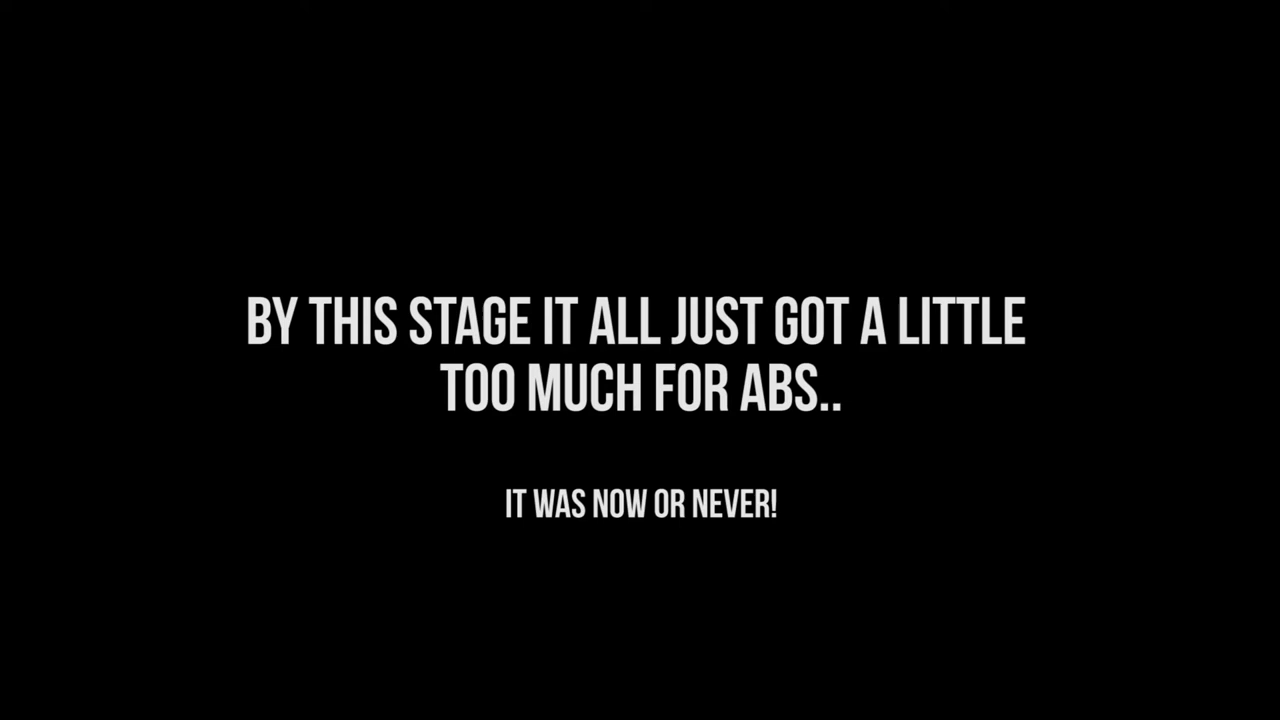 BY THIS STAGE IT ALL JUST GOT A LITTLE
TOO MUCH FOR ABS..
IT WAS NOW OR NEVER!